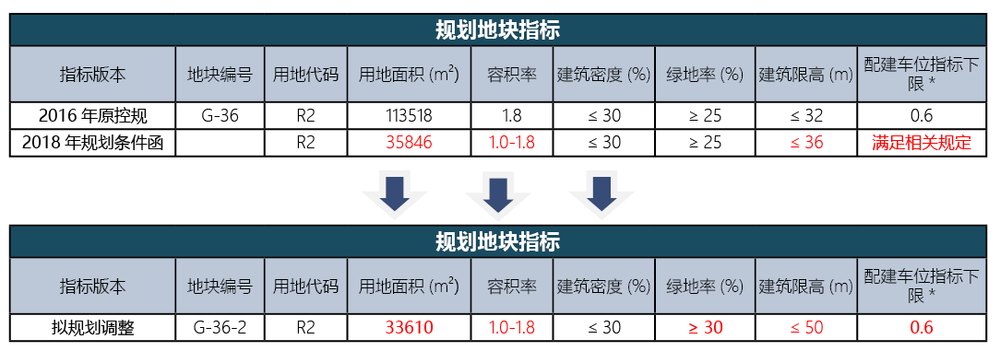 规划地块指标
指标版本 地块编号 用地代码 用地面积 (m²) 容积率 建筑密度 (%) 绿地率 (%) 建筑限高 (m) 配建车位指标下
限 *
2016 年原控规 G-36 R2 113518 1.8 ≤ 30 ≥ 25 ≤ 32 0.6
2018 年规划条件函 R2 35846 1.0-1.8 ≤ 30 ≥ 25 ≤ 36 满足相关规定
规划地块指标
指标版本 地块编号 用地代码 用地面积 (m²) 容积率 建筑密度 (%) 绿地率 (%) 建筑限高 (m) 配建车位指标下
限 *
拟规划调整 G-36-2 R2 33610 1.0-1.8 ≤ 30 ≥ 30 ≤ 50 0.6